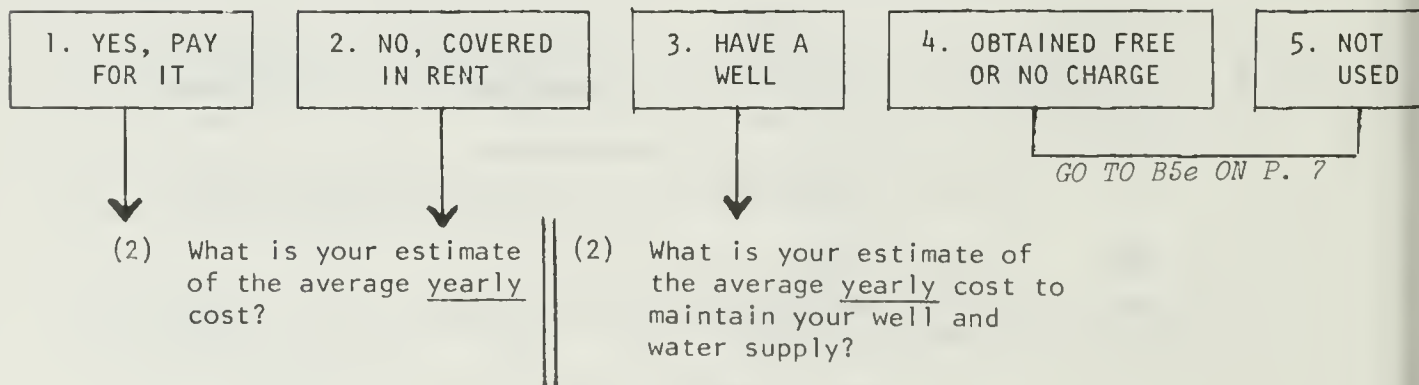 1. YES, PAY
FOR IT
2. NO, COVERED
IN RENT
3. HAVE A
WELL
4. OBTAINED FREE
OR NO CHARGE
5. NOT
USED
GO TO B5e ON P. 7
(2) What is your estimate
of the average yearly
cost?
(2) What is your estimate of
the average yearly cost to
maintain your well and
water supply?